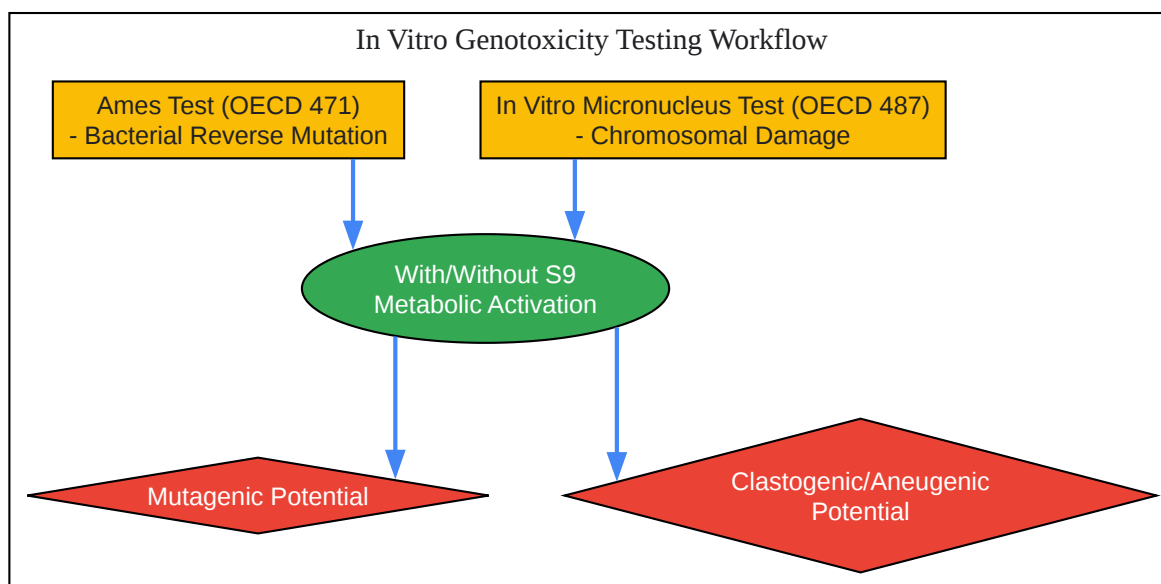 In Vitro Genotoxicity Testing Workflow
Ames Test (OECD 471)
- Bacterial Reverse Mutation
In Vitro Micronucleus Test (OECD 487)
- Chromosomal Damage
With/Without S9
Metabolic Activation
Mutagenic Potential
Clastogenic/Aneugenic
Potential